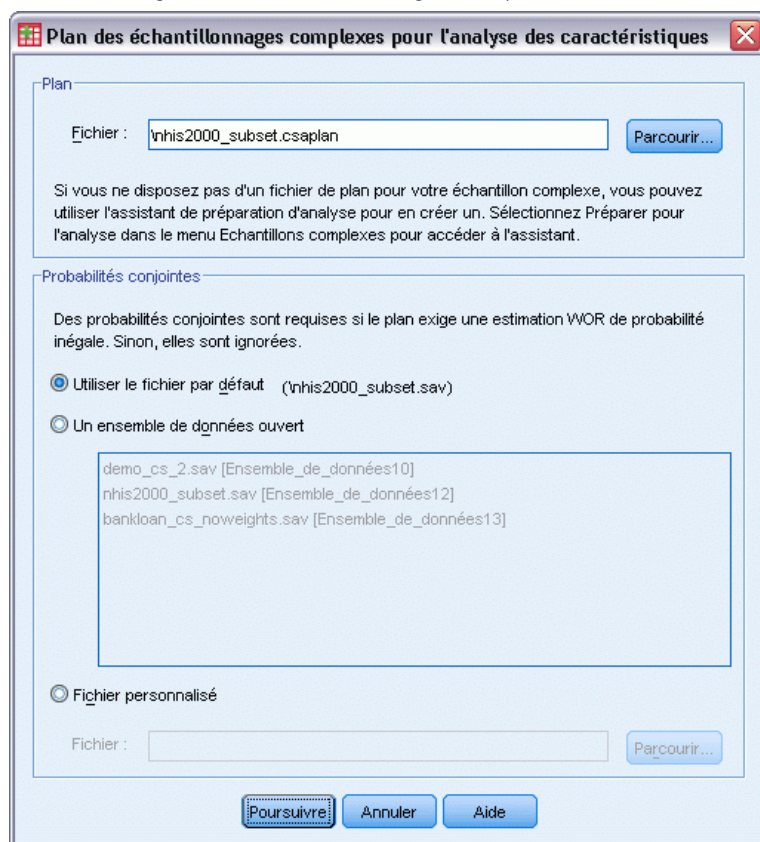 Plan des échantillonnages complexes pour l'analyse des caractéristiques
Plan
Fichier : \nhis2000_subset.csaplan Parcourir...
Si vous ne disposez pas d'un fichier de plan pour votre échantillon complexe, vous pouvez
utiliser l'assistant de préparation d'analyse pour en créer un. Sélectionnez Préparer pour
l'analyse dans le menu Echantillons complexes pour accéder à l'assistant.
Probabilités conjointes
Des probabilités conjointes sont requises si le plan exige une estimation WOR de probabilité
inégale. Sinon, elles sont ignorées.
Utiliser le fichier par défaut (\nhis2000_subset.sav)
Un ensemble de données ouvert
demo_cs_2.sav [Ensemble_de_données10]
nhis2000_subset.sav [Ensemble_de_données12]
bankloan_cs_noweights.sav [Ensemble_de_données13]
Fichier personnalisé
Fichier : Parcourir...
Poursuivre Annuler Aide